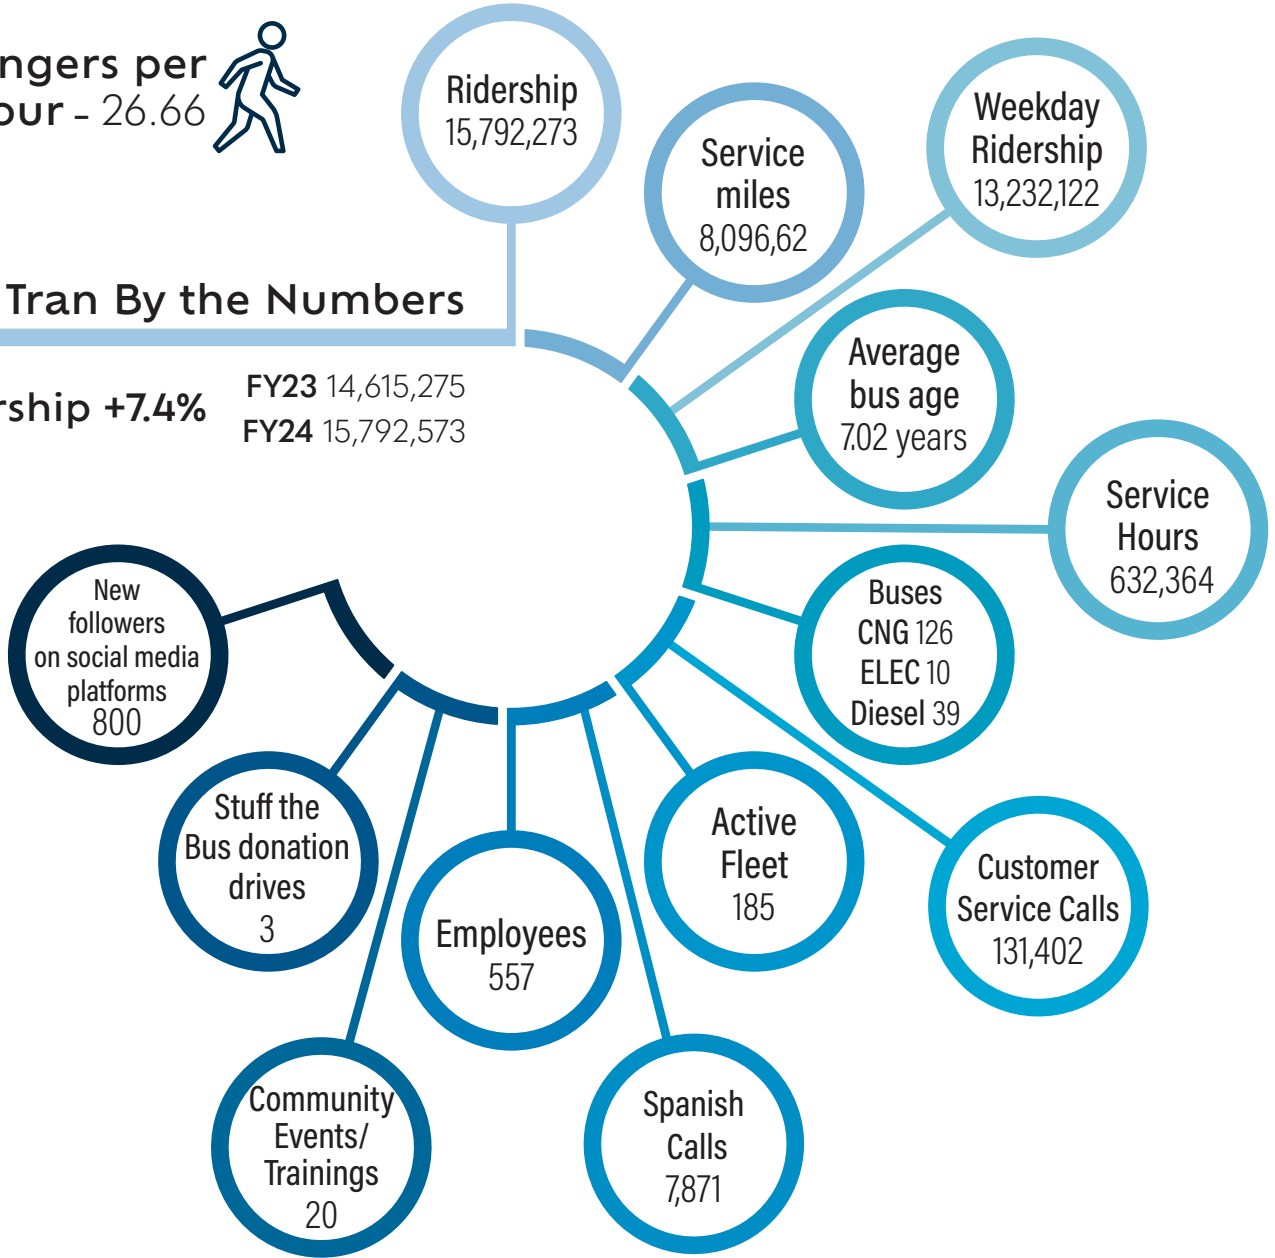 ngers per
our - 26.66
Ridership
15,792,273
Service
miles
8,096,62
Weekday
Ridership
13,232,122
Tran By the Numbers
rship +7.4%
FY23 14,615,275
FY24 15,792,573
Average
bus age
7.02 years
Service
Hours
632,364
Buses
CNG 126
ELEC 10
Diesel 39
Customer
Service Calls
131,402
Active
Fleet
185
Spanish
Calls
7,871
Employees
557
Community
Events/
Trainings
20
Stuff the
Bus donation
drives
3
New
followers
on social media
platforms
800